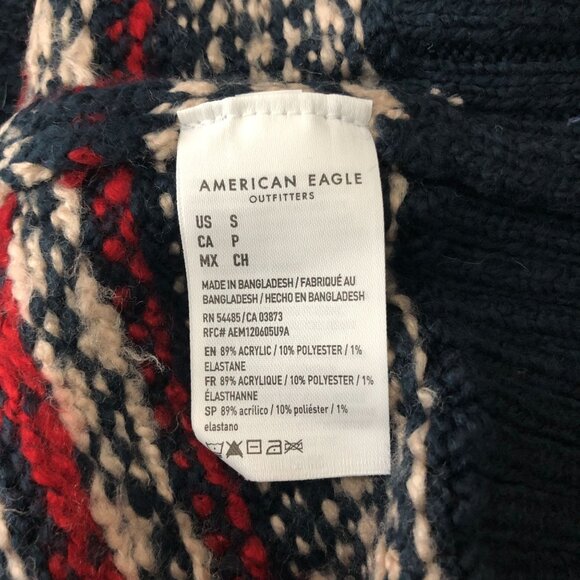 AMERICAN EAGLE
OUTFITTERS
US S
CA P
MX CH
MADE IN BANGLADESH / FABRIQUÉ AU
BANGLADESH / HECHO EN BANGLADESH
RN 54485 / CA 03873
RFC# AEM120605U9A
EN 89% ACRYLIC / 10% POLYESTER / 1%
ELASTANE
FR 89% ACRYLIQUE / 10% POLYESTER / 1%
ÉLASTHANNE
SP 89% acrílico / 10% poliéster / 1%
elastano